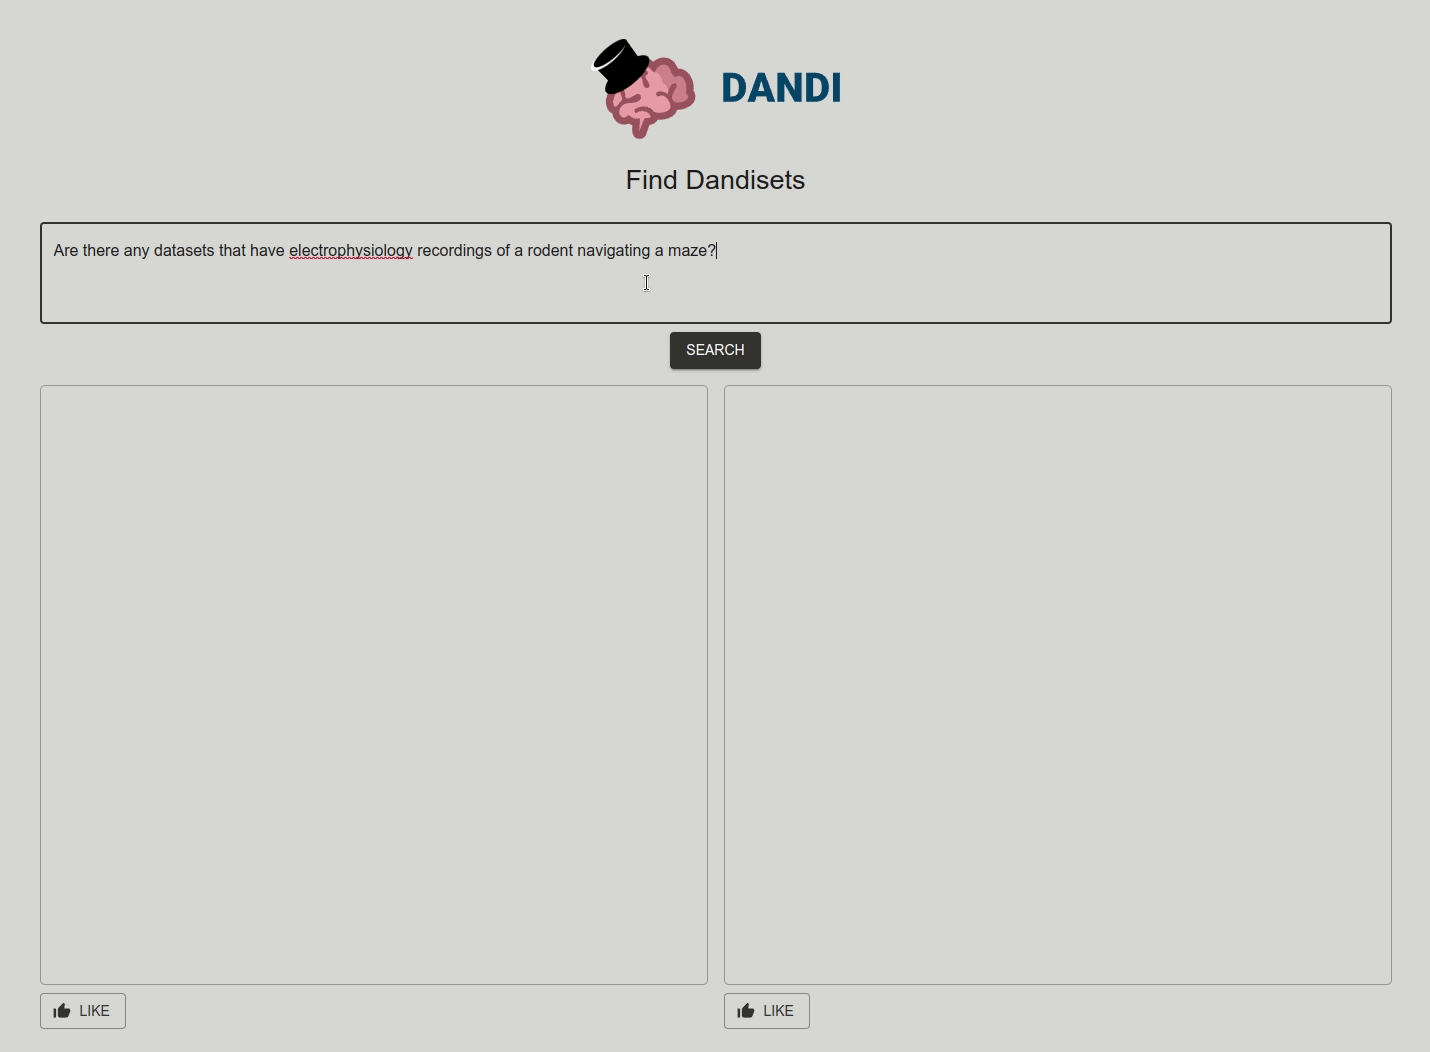 DANDI
Find Dandisets
Are there any datasets that have electrophysiology recordings of a rodent navigating a maze?
SEARCH
LIKE
LIKE